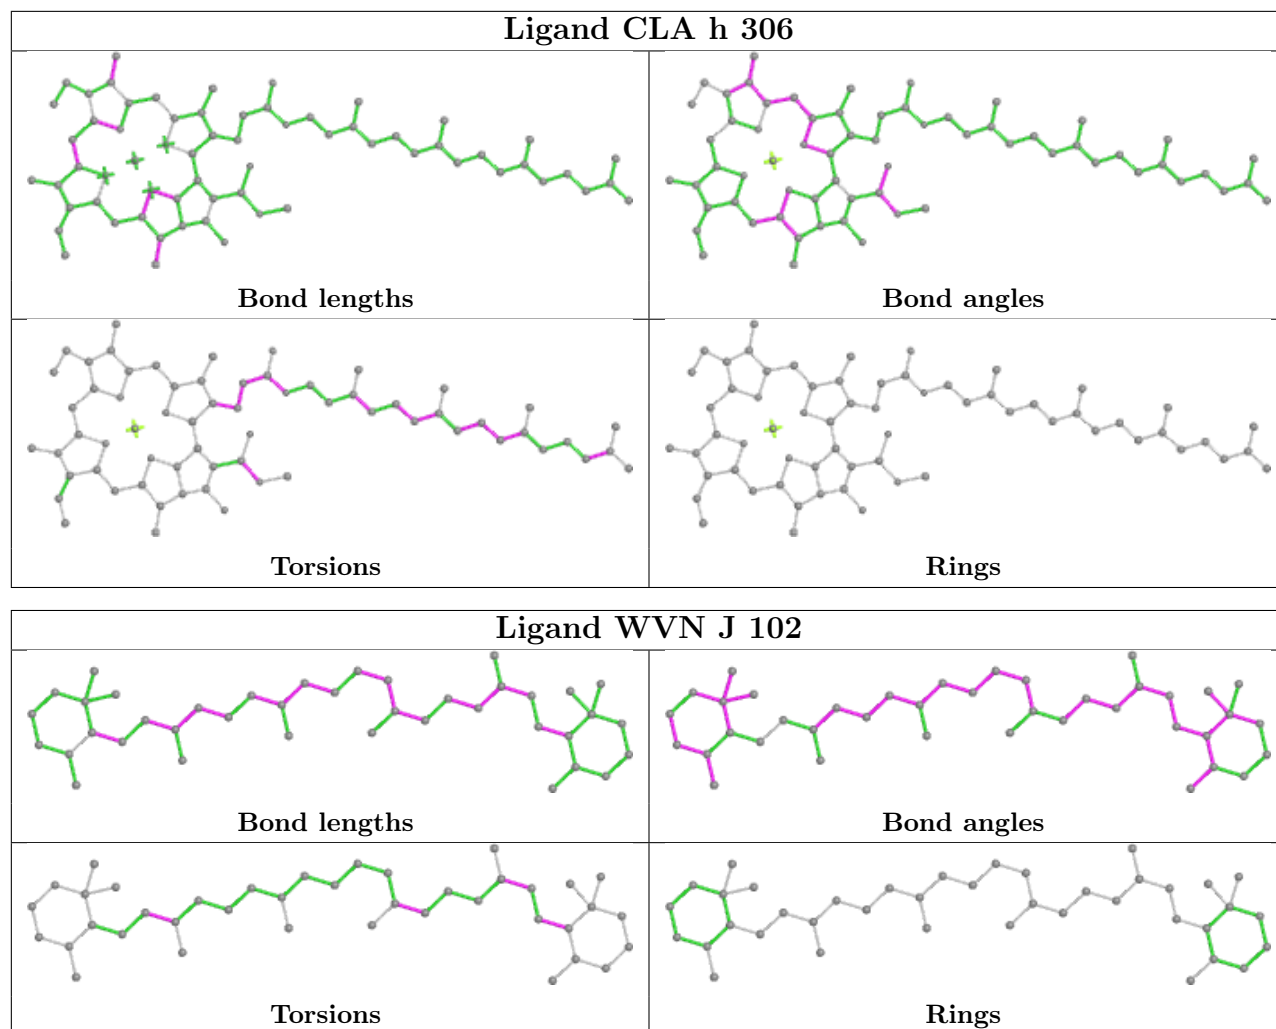 Ligand CLA h 306
Bond lengths
Bond angles
Torsions
Rings
Ligand WVN J 102
Bond lengths
Bond angles
Torsions
Rings